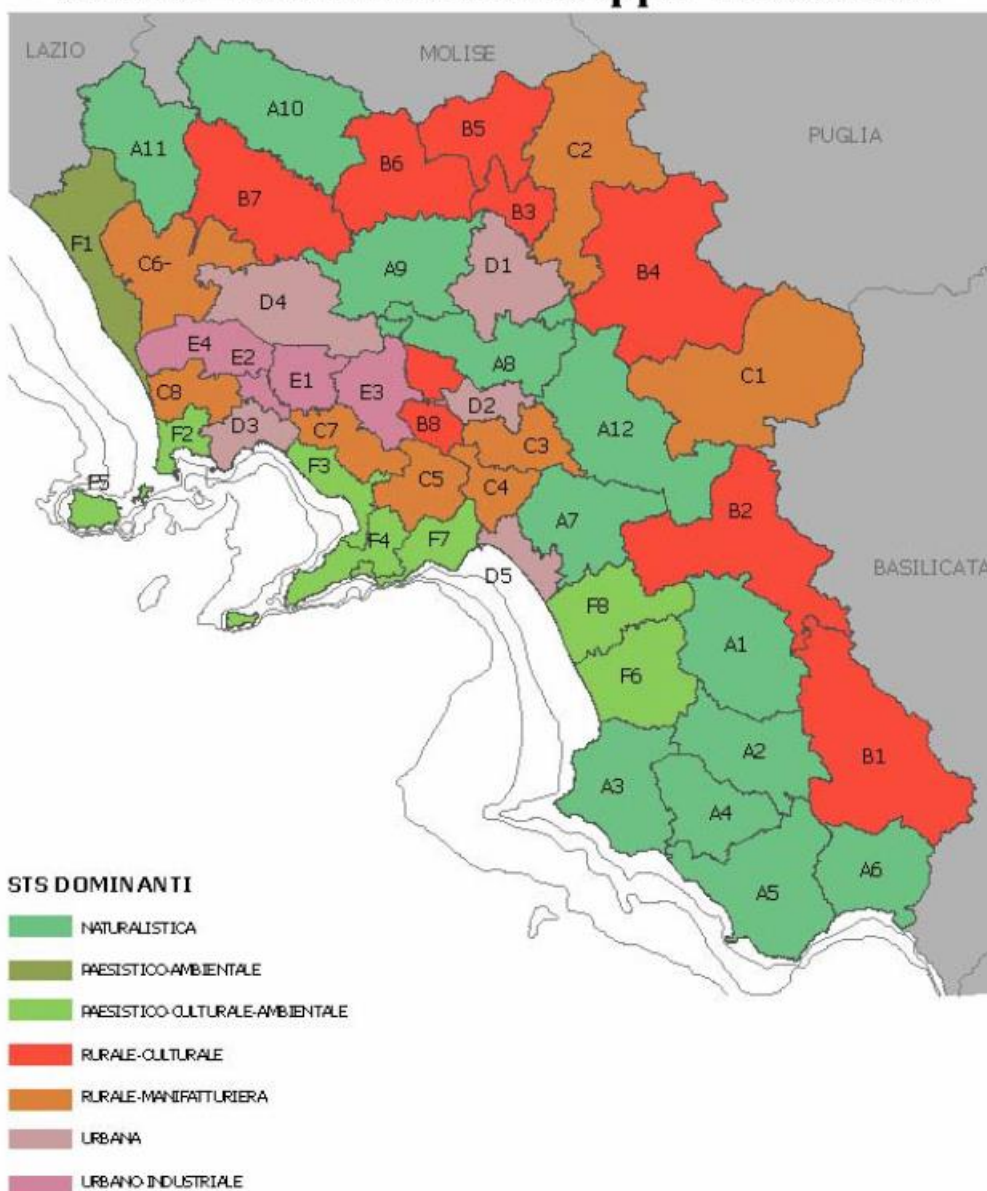 LAZIO
MOLISE
PUGLIA
BASILICATA
A10
B5
C2
A11
B6
B7
B3
F1
C6-
A9
D1
B4
D4
E4
E2
A8
E1
E3
C1
C8
D2
F2
D3
C7
B8
A12
C3
F3
C5
C4
F5
B2
F4
F7
A7
D5
F8
A1
F6
A2
B1
A3
A4
A5
A6
STS DOMINANTI
NATURALISTICA
PAESISTICO-AMBIENTALE
PAESISTICO-CULTURALE-AMBIENTALE
RURALE-CULTURALE
RURALE-MANIFATTURIERA
URBANA
URBANO-INDUSTRIALE